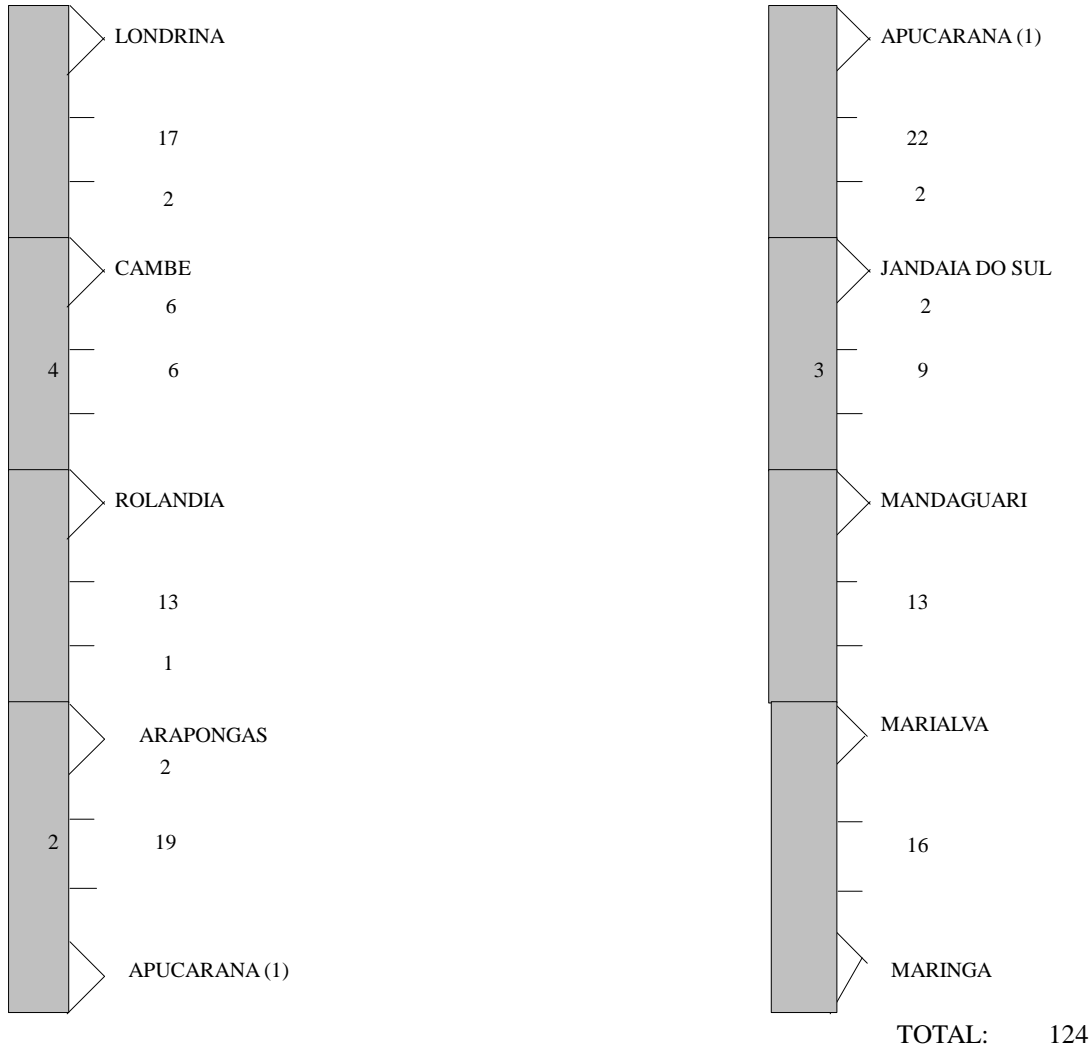 LONDRINA
17
2
CAMBE
6
4
6
ROLANDIA
13
1
ARAPONGAS
2
2
19
APUCARANA (1)
APUCARANA (1)
22
2
JANDAIA DO SUL
2
3
9
MANDAGUARI
13
MARIALVA
16
MARINGA
TOTAL: 124